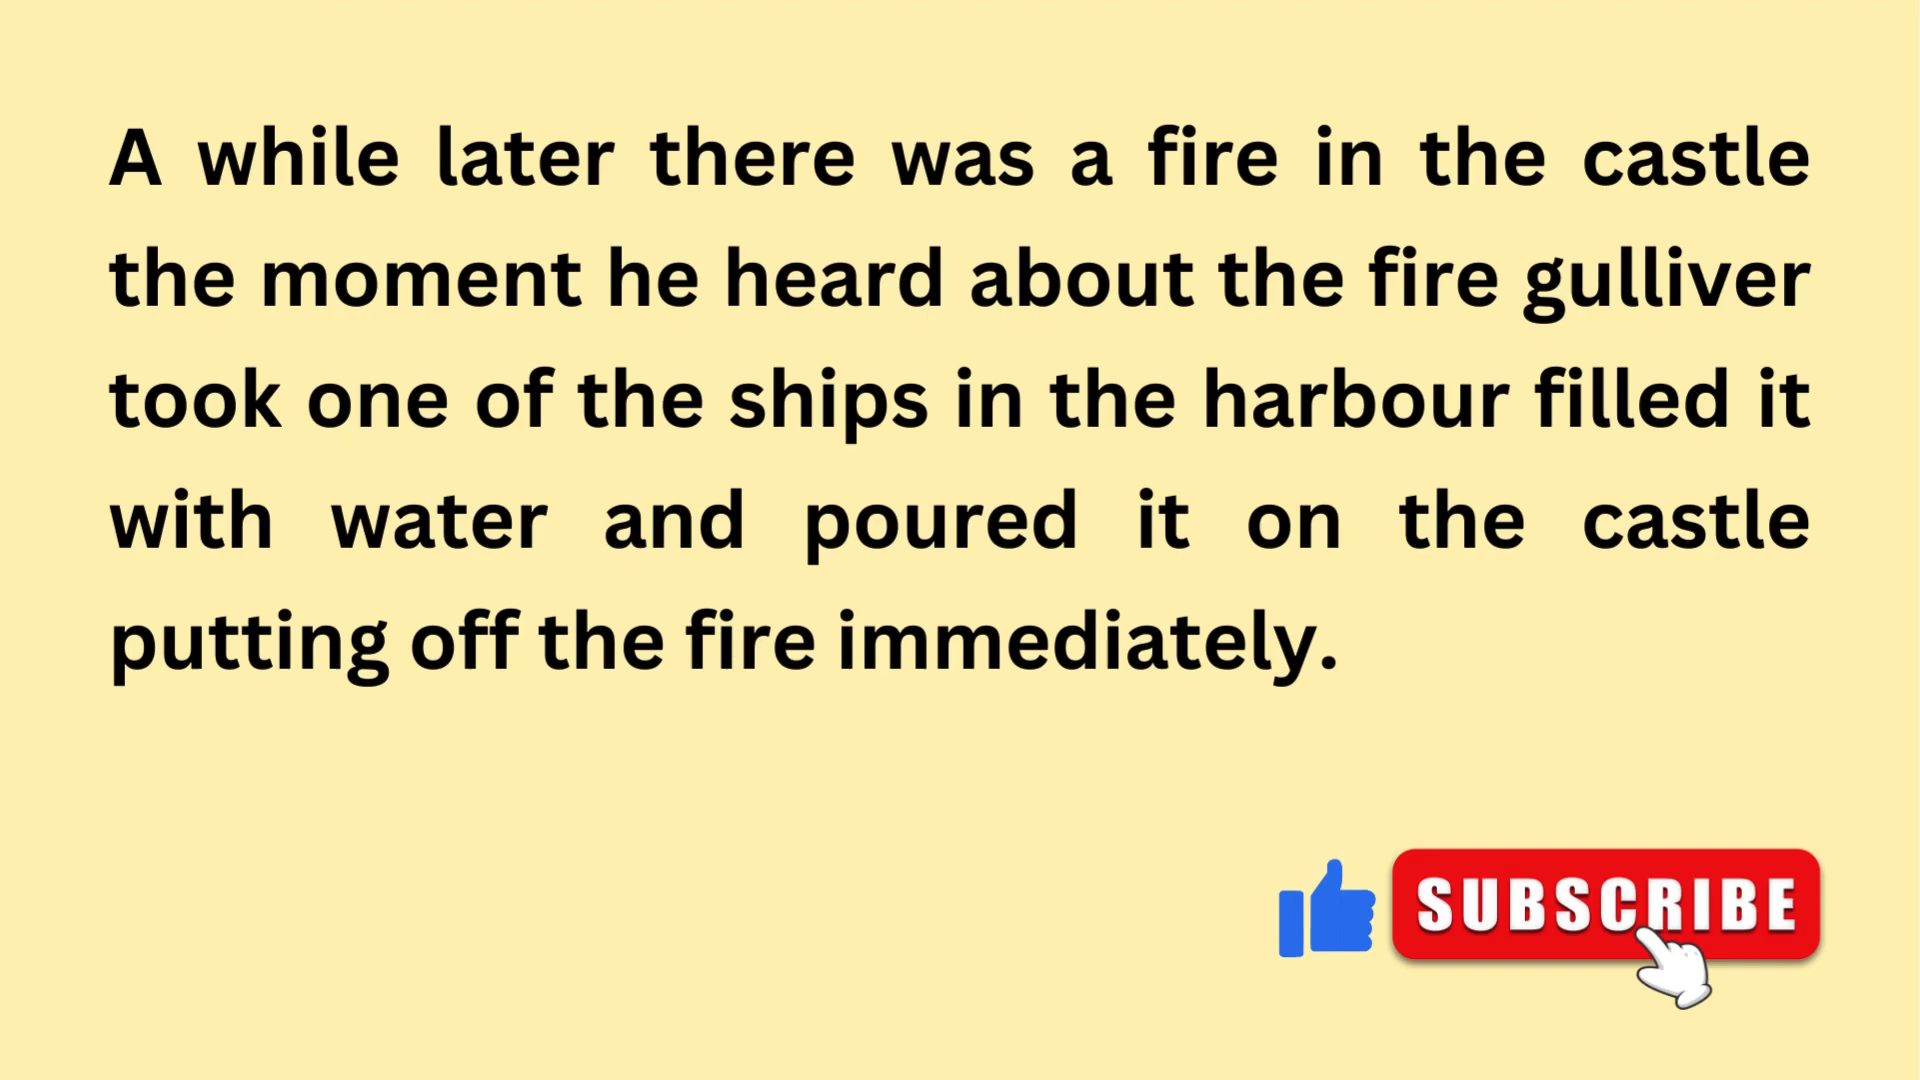 A while later there was a fire in the castle
the moment he heard about the fire gulliver
took one of the ships in the harbour filled it
with water and poured it on the castle
putting off the fire immediately.
SUBSCRIBE